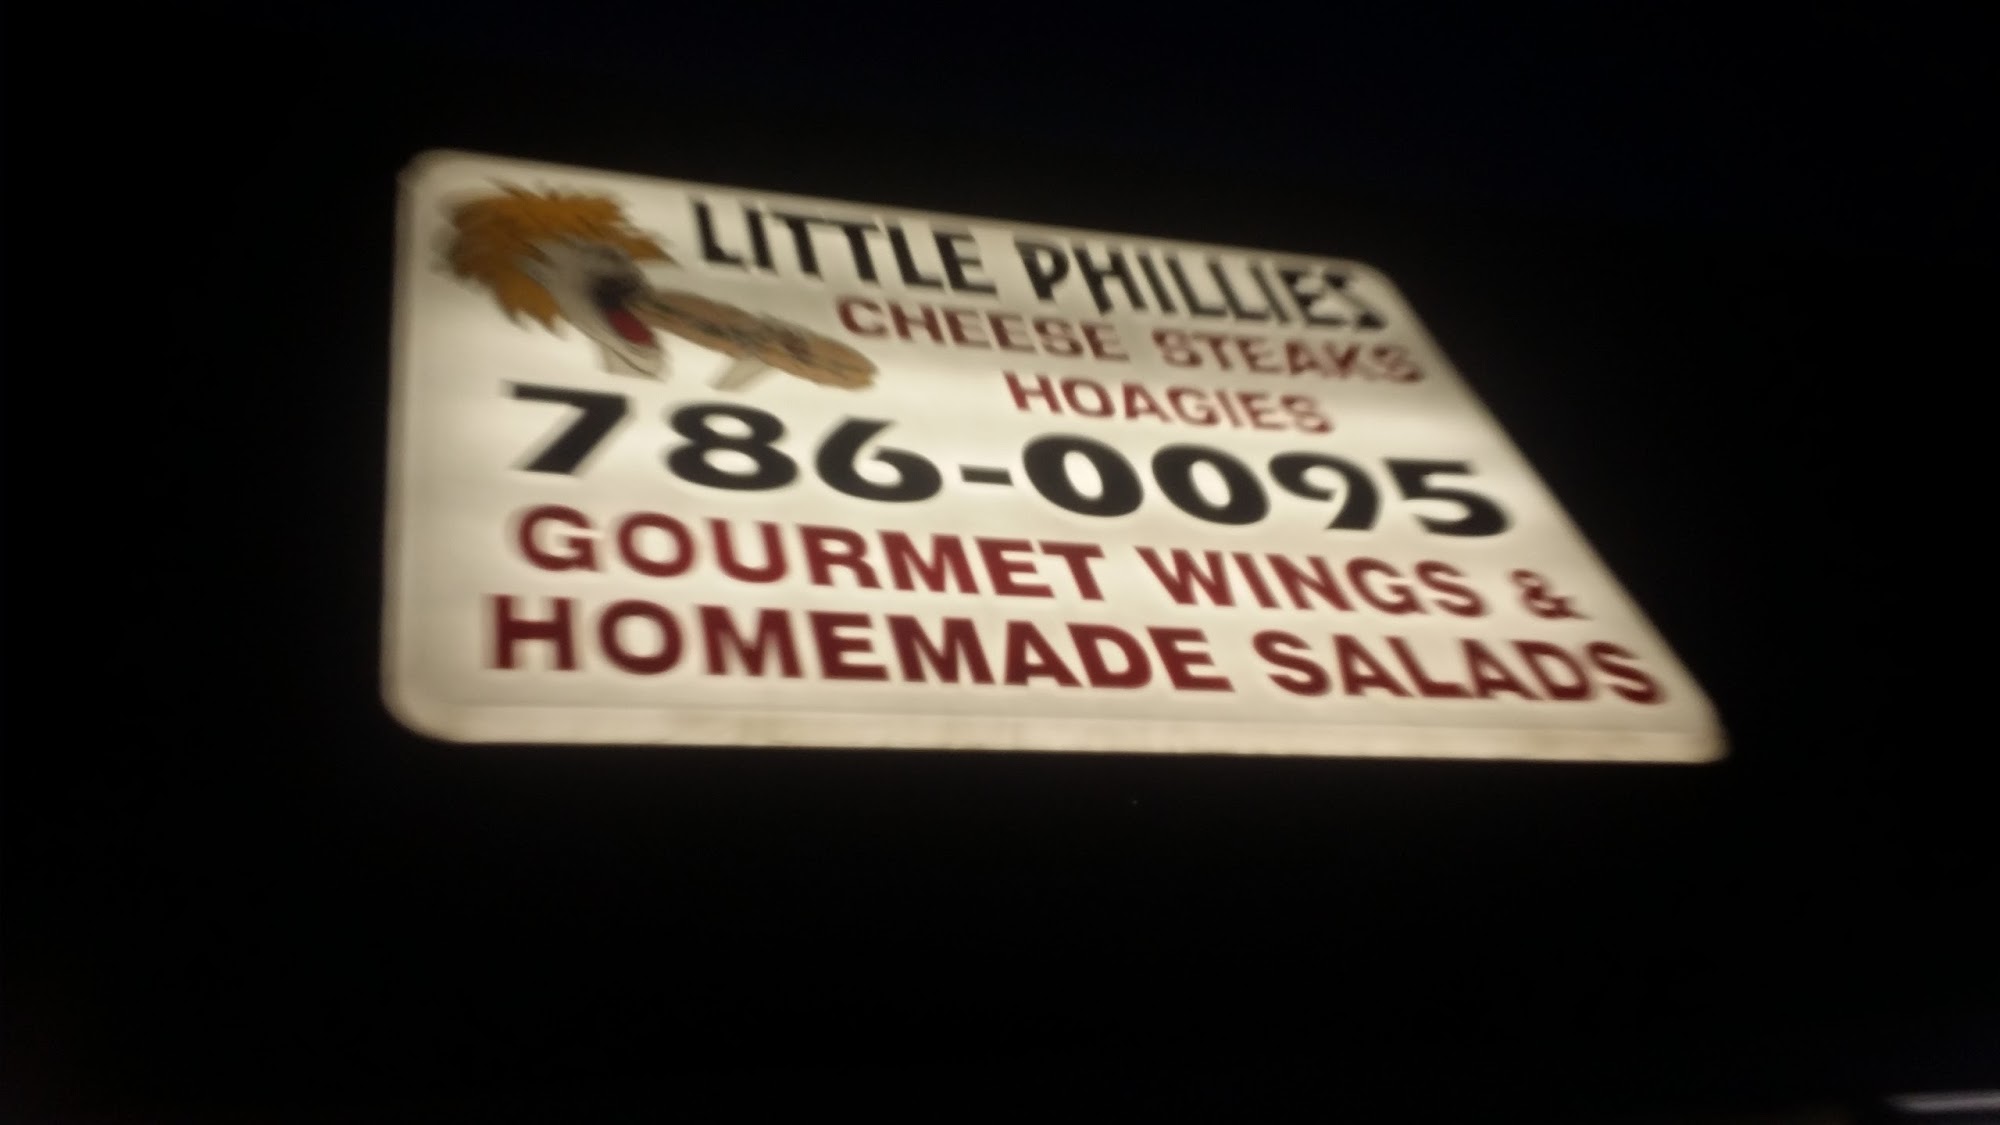 LITTLE PHILLIES
CHEESE STEAKS
HOAGIES
786-0095
GOURMET WINGS &
HOMEMADE SALADS